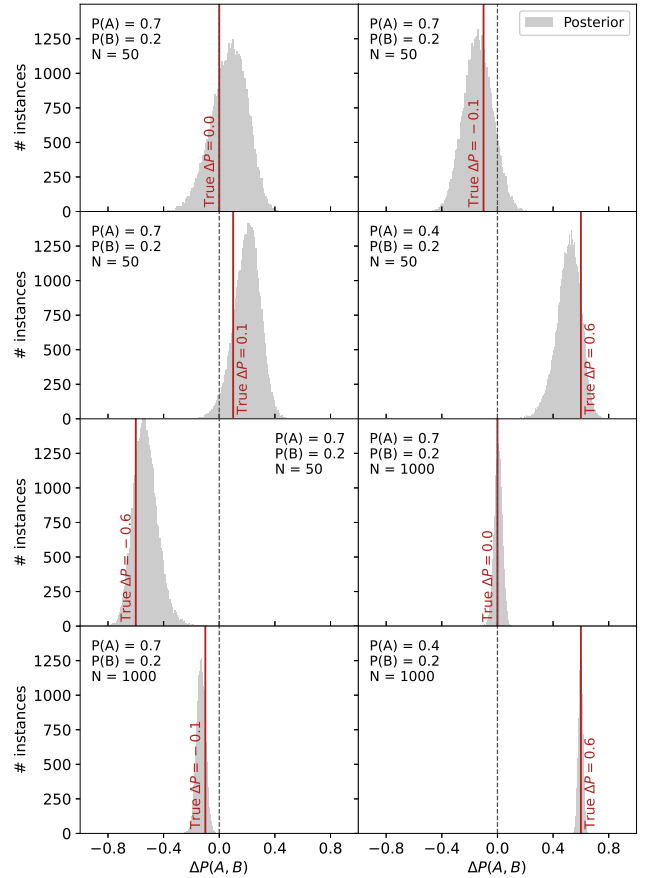 P(A) = 0.7
P(B) = 0.2
N = 50
1250
1000
750
500
250
0
# instances
True ΔP = 0.0
P(A) = 0.7
P(B) = 0.2
N = 50
Posterior
True ΔP = − 0.1
P(A) = 0.7
P(B) = 0.2
N = 50
1250
1000
750
500
250
0
# instances
True ΔP = 0.1
P(A) = 0.4
P(B) = 0.2
N = 50
True ΔP = 0.6
P(A) = 0.7
P(B) = 0.2
N = 50
1250
1000
750
500
250
0
# instances
True ΔP = − 0.6
P(A) = 0.7
P(B) = 0.2
N = 1000
True ΔP = 0.0
P(A) = 0.7
P(B) = 0.2
N = 1000
1250
1000
750
500
250
0
# instances
True ΔP = − 0.1
P(A) = 0.4
P(B) = 0.2
N = 1000
True ΔP = 0.6
−0.8 −0.4 0.0 0.4 0.8
ΔP(A, B)
−0.8 −0.4 0.0 0.4 0.8
ΔP(A, B)